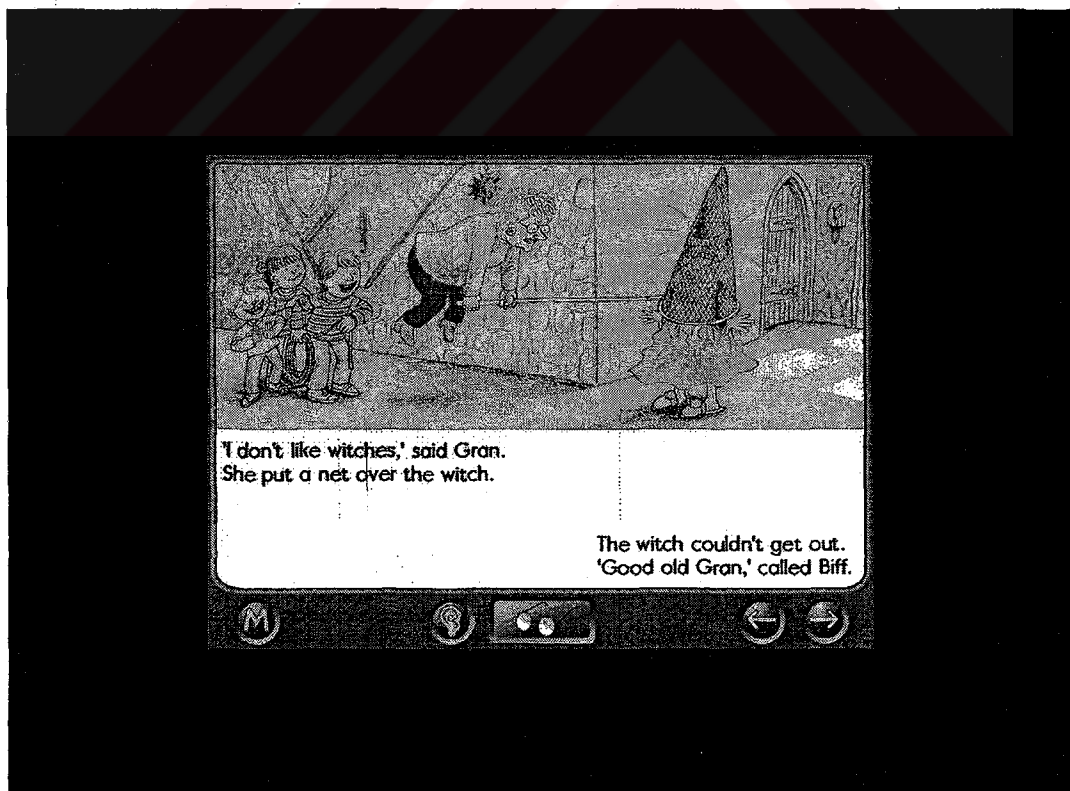 'I don't like witches,' said Gran.
She put a net over the witch.
The witch couldn't get out.
'Good old Gran,' called Biff.
M